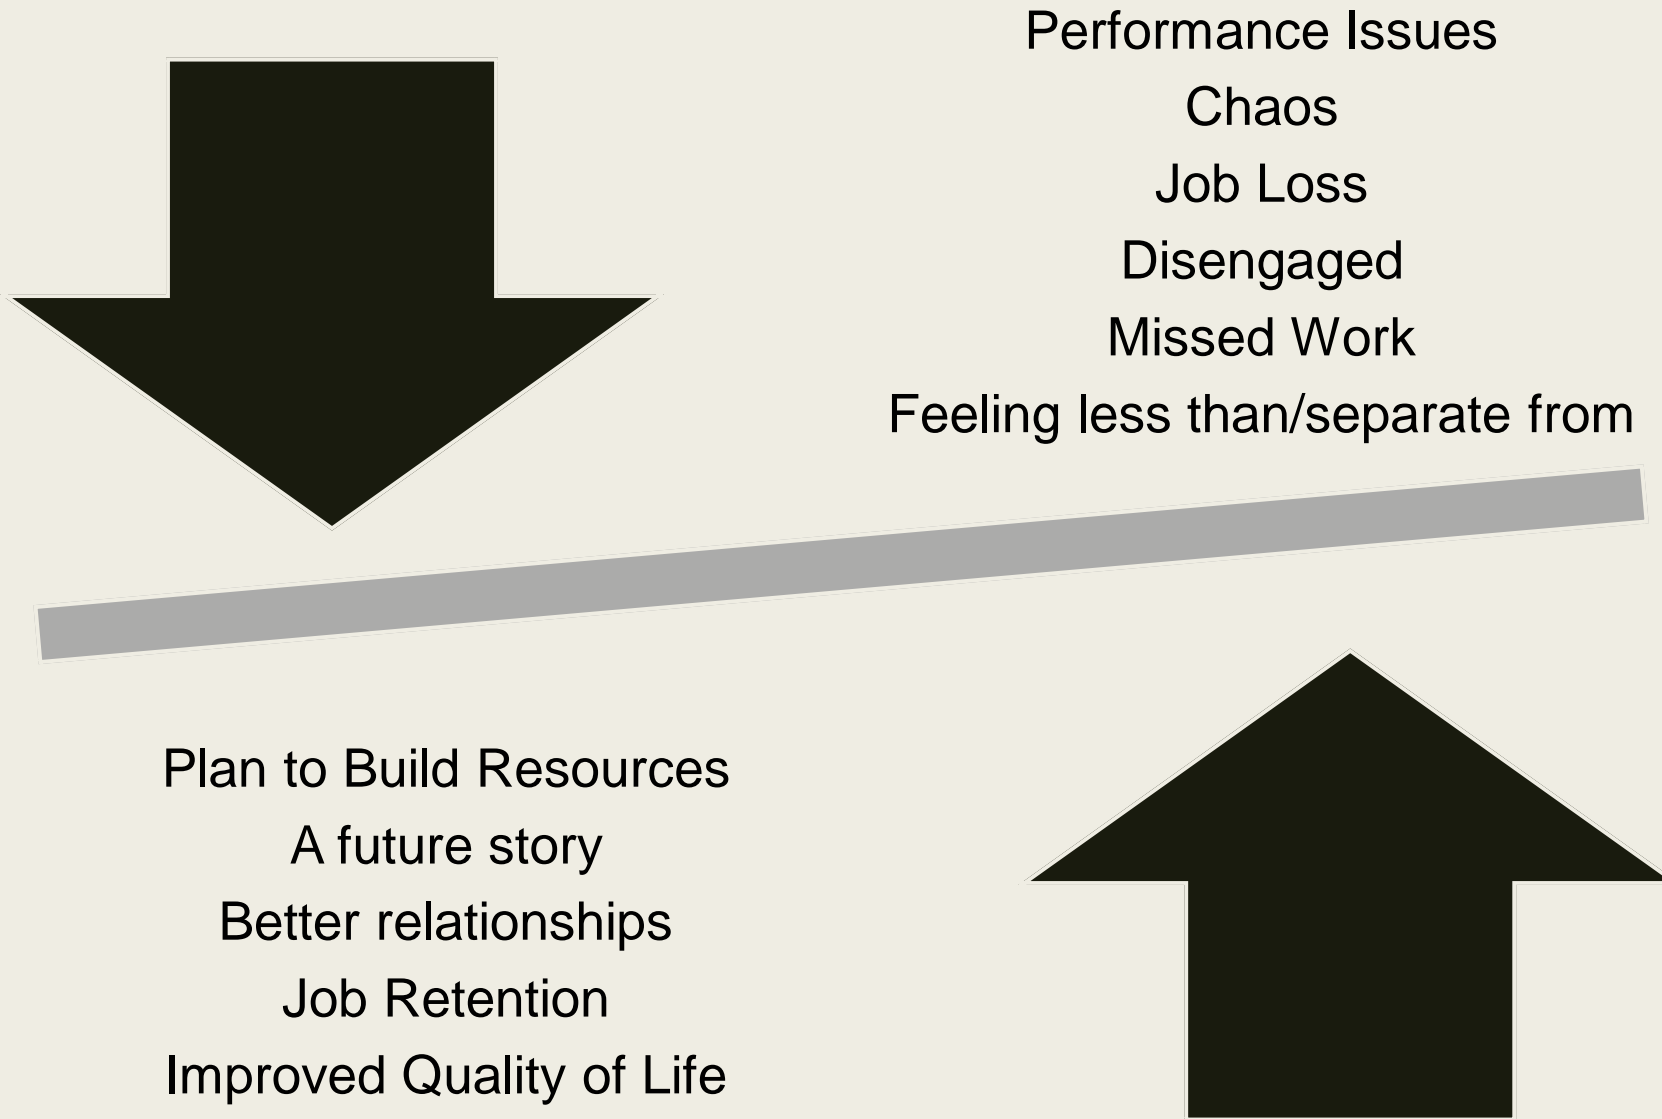 Performance Issues
Chaos
Job Loss
Disengaged
Missed Work
Feeling less than/separate from
Plan to Build Resources
A future story
Better relationships
Job Retention
Improved Quality of Life